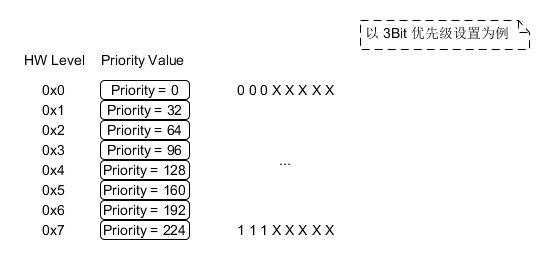 以 3Bit 优先级设置为例
HW Level Priority Value
0x0 Priority = 0 0 0 0 X X X X X
0x1 Priority = 32
0x2 Priority = 64
0x3 Priority = 96
0x4 Priority = 128 ...
0x5 Priority = 160
0x6 Priority = 192
0x7 Priority = 224 1 1 1 X X X X X